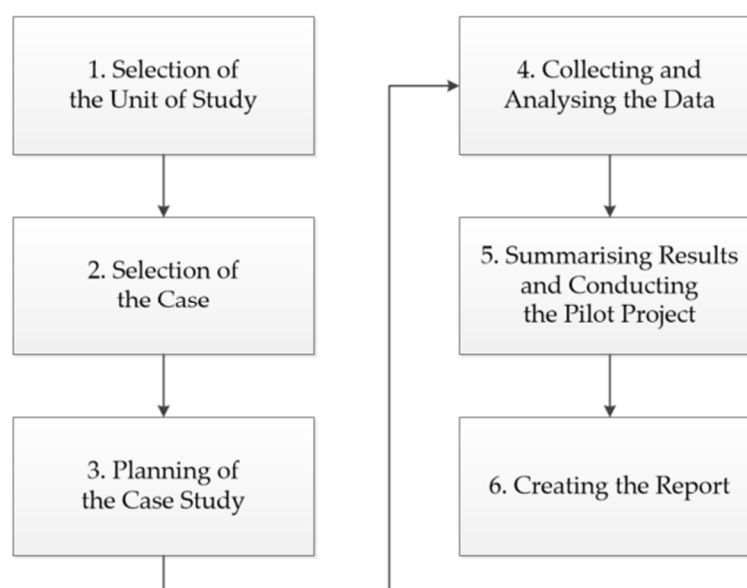 1. Selection of
the Unit of Study
2. Selection of
the Case
3. Planning of
the Case Study
4. Collecting and
Analysing the Data
5. Summarising Results
and Conducting
the Pilot Project
6. Creating the Report